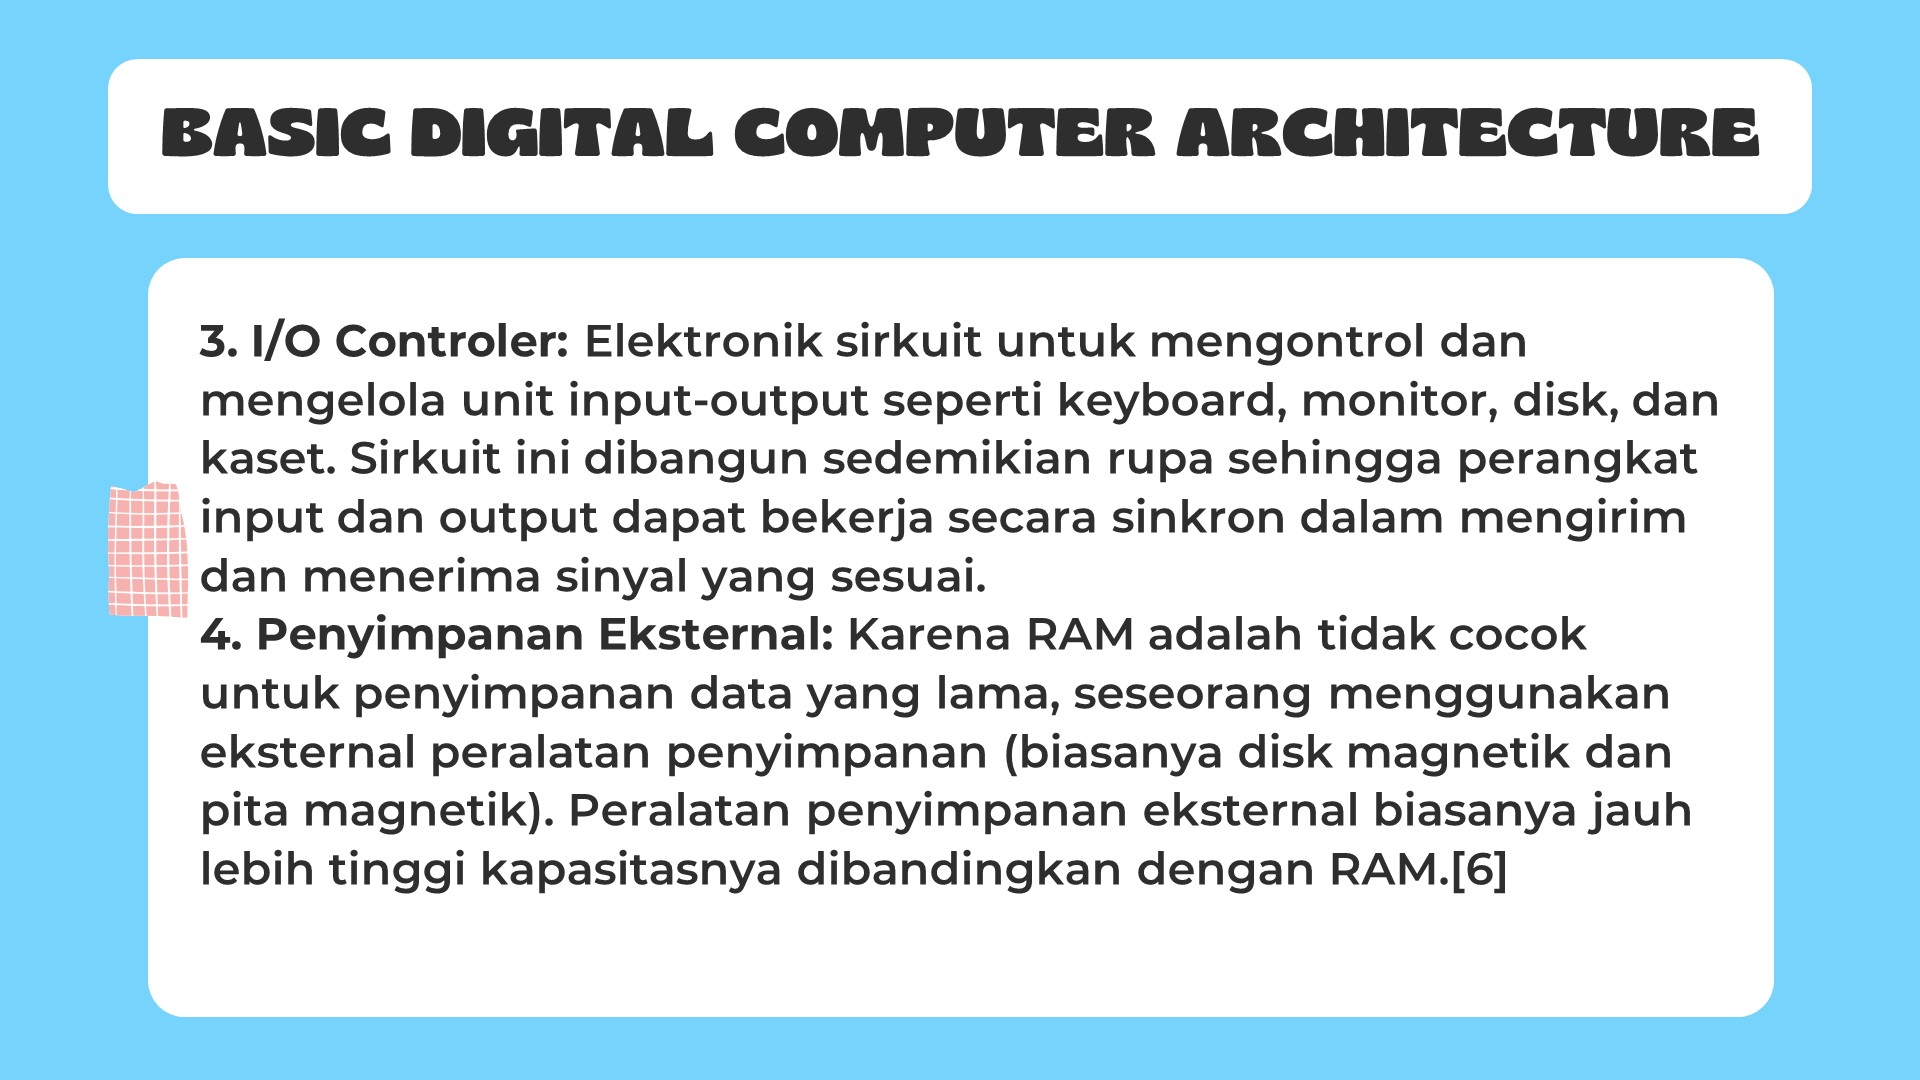 BASIC DIGITAL COMPUTER ARCHITECTURE
3. I/O Controler: Elektronik sirkuit untuk mengontrol dan
mengelola unit input-output seperti keyboard, monitor, disk, dan
kaset. Sirkuit ini dibangun sedemikian rupa sehingga perangkat
input dan output dapat bekerja secara sinkron dalam mengirim
dan menerima sinyal yang sesuai.
4. Penyimpanan Eksternal: Karena RAM adalah tidak cocok
untuk penyimpanan data yang lama, seseorang menggunakan
eksternal peralatan penyimpanan (biasanya disk magnetik dan
pita magnetik). Peralatan penyimpanan eksternal biasanya jauh
lebih tinggi kapasitasnya dibandingkan dengan RAM.[6]